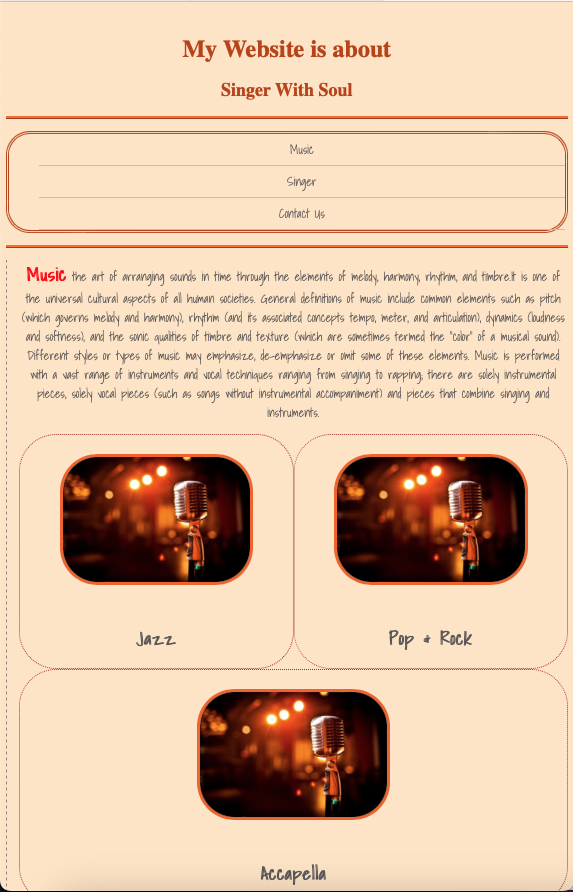 My Website is about
Singer With Soul
Music
Singer
Contact Us
Music the art of arranging sounds in time through the elements of melody, harmony, rhythm, and timbre.It is one of
the universal cultural aspects of all human societies. General definitions of music include common elements such as pitch
(which governs melody and harmony), rhythm (and its associated concepts tempo, meter, and articulation), dynamics (loudness
and softness), and the sonic qualities of timbre and texture (which are sometimes termed the "color" of a musical sound).
Different styles or types of music may emphasize, de-emphasize or omit some of these elements. Music is performed
with a vast range of instruments and vocal techniques ranging from singing to rapping; there are solely instrumental
pieces, solely vocal pieces (such as songs without instrumental accompaniment) and pieces that combine singing and
instruments.
Jazz
Pop & Rock
Accapella